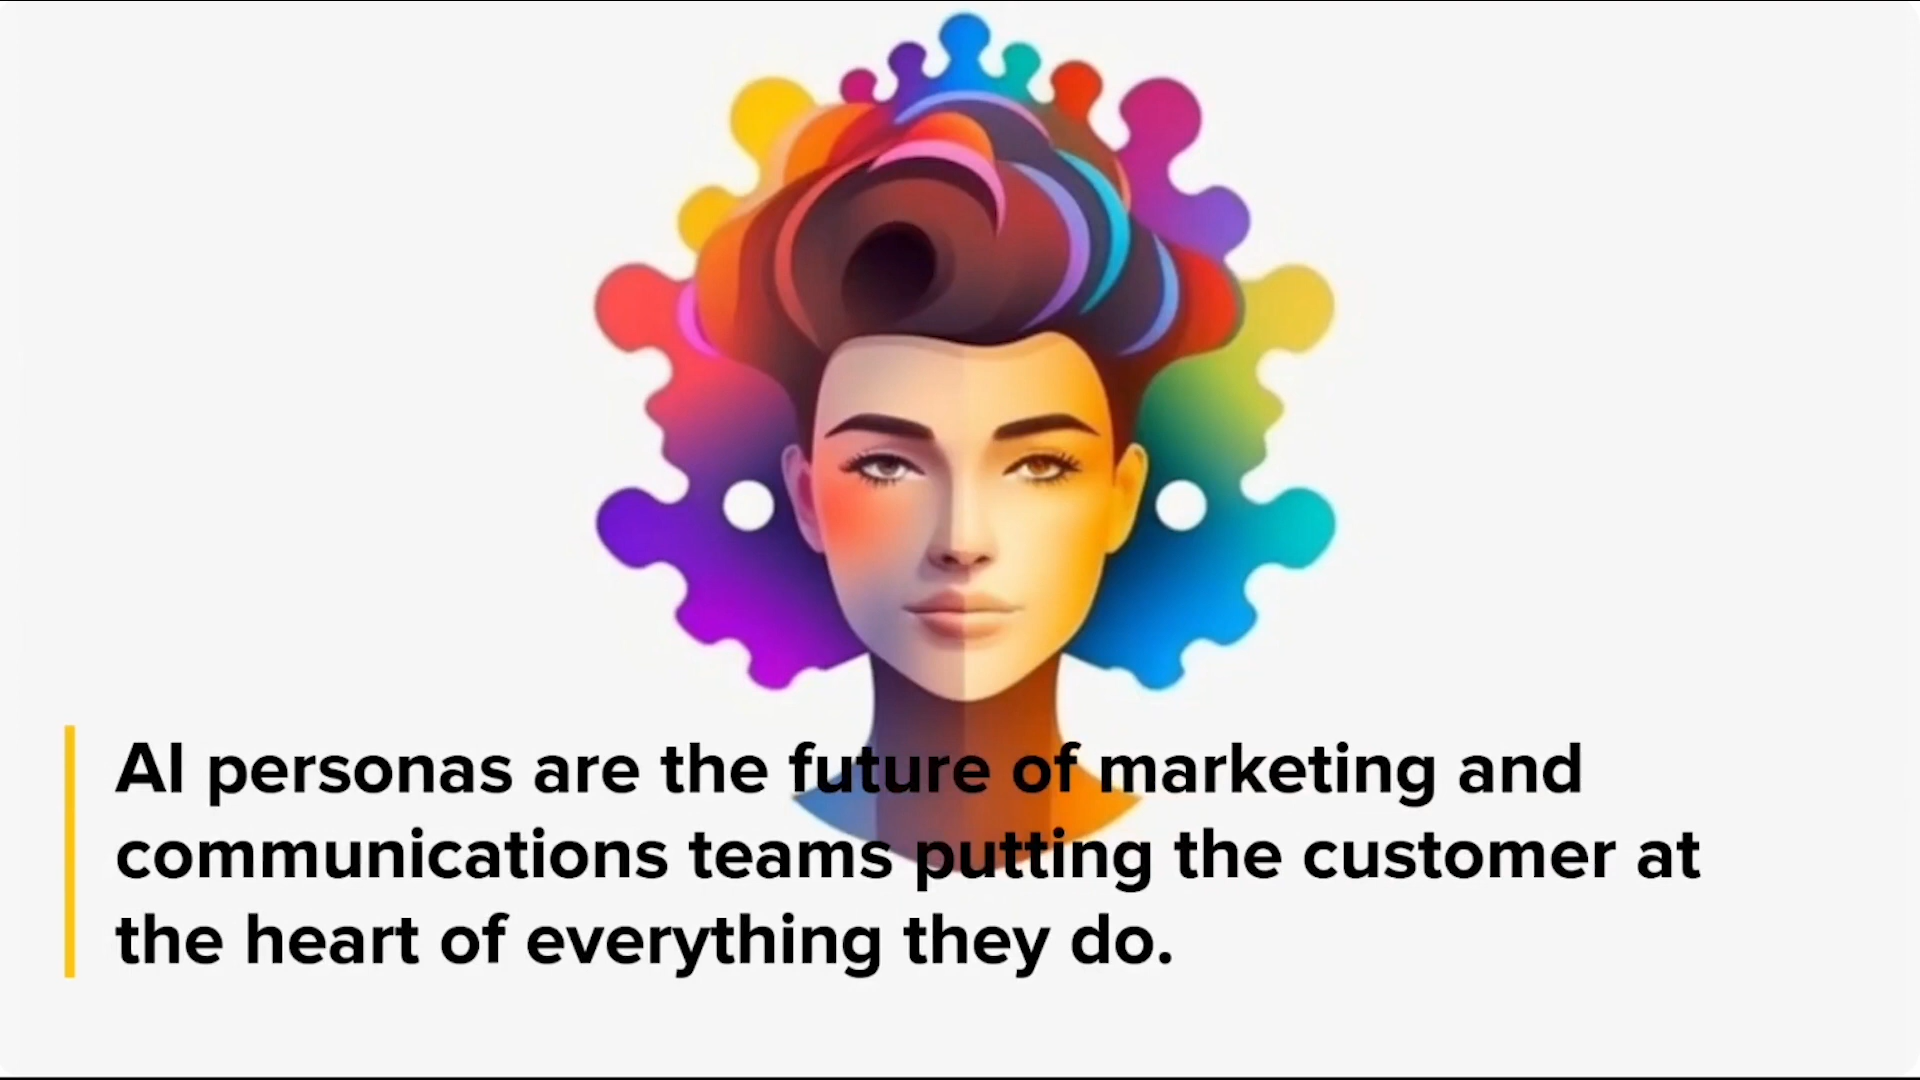 AI personas are the future of marketing and
communications teams putting the customer at
the heart of everything they do.